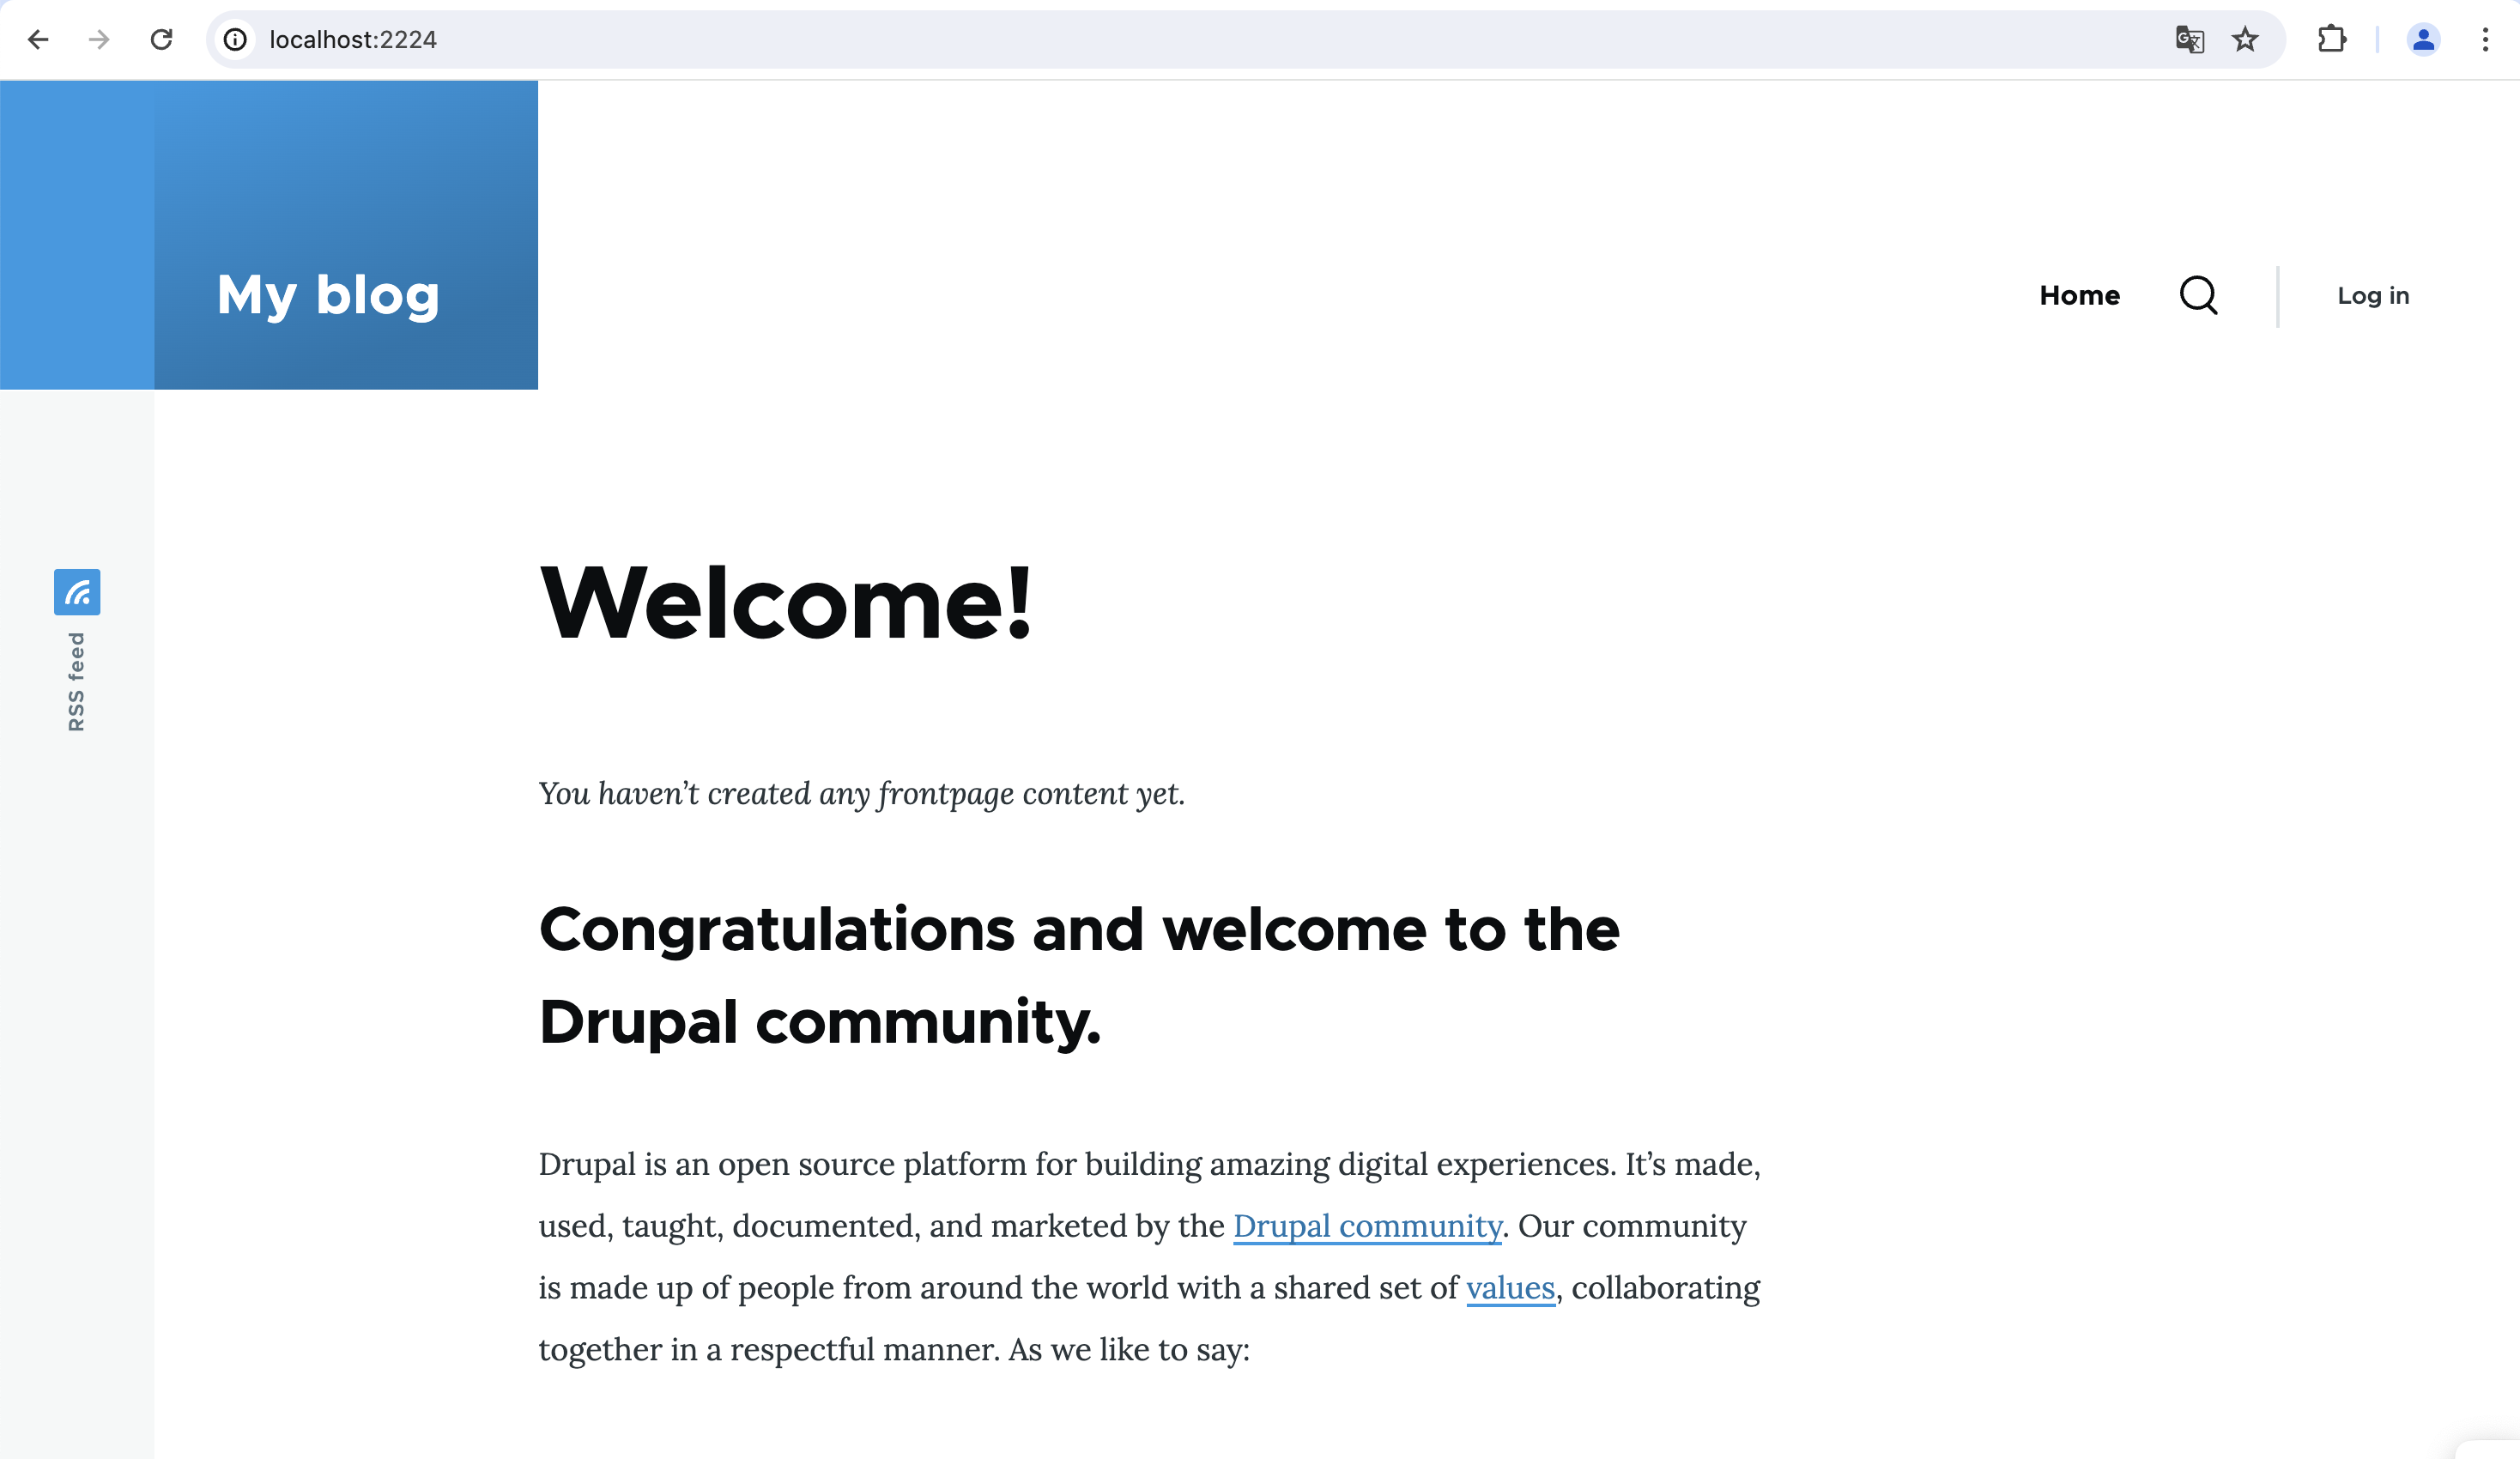 localhost:2224
My blog
Home
Log in
RSS feed
Welcome!
You haven’t created any frontpage content yet.
Congratulations and welcome to the
Drupal community.
Drupal is an open source platform for building amazing digital experiences. It’s made,
used, taught, documented, and marketed by the Drupal community. Our community
is made up of people from around the world with a shared set of values, collaborating
together in a respectful manner. As we like to say: